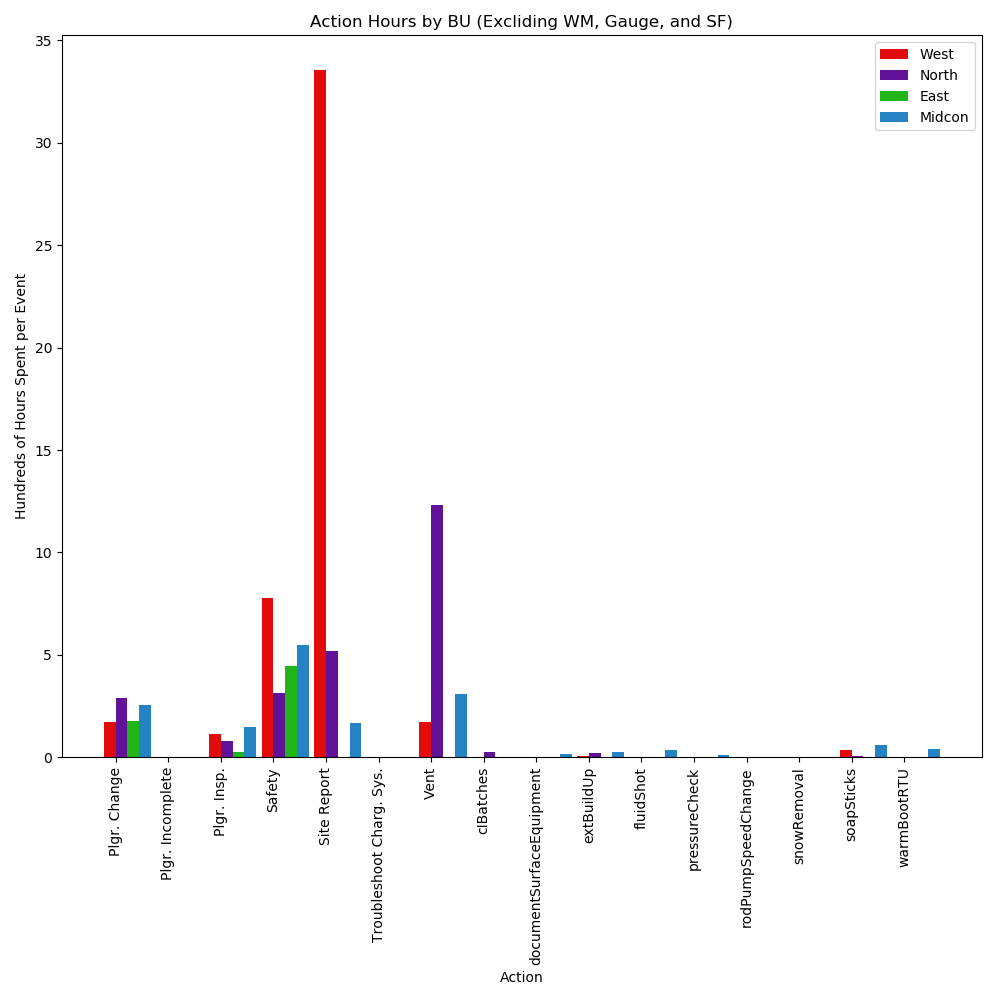 Action Hours by BU (Excliding WM, Gauge, and SF)
West
North
East
Midcon
Hundreds of Hours Spent per Event
35
30
25
20
15
10
5
0
Plgr. Change
Plgr. Incomplete
Plgr. Insp.
Safety
Site Report
Troubleshoot Charg. Sys.
Vent
clBatches
documentSurfaceEquipment
extBuildUp
fluidShot
pressureCheck
rodPumpSpeedChange
snowRemoval
soapSticks
warmBootRTU
Action